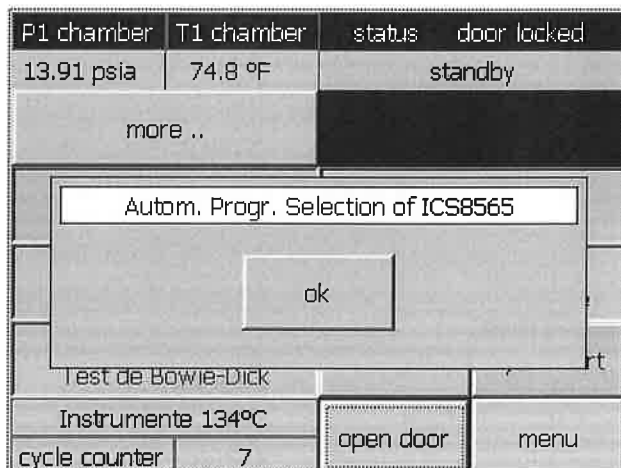 P1 chamber T1 chamber status door locked
13.91 psia 74.8 ºF standby
more ..
Autom. Progr. Selection of ICS8565
ok
Test de Bowie-Dick
Instrumente 134ºC
open door menu
cycle counter 7